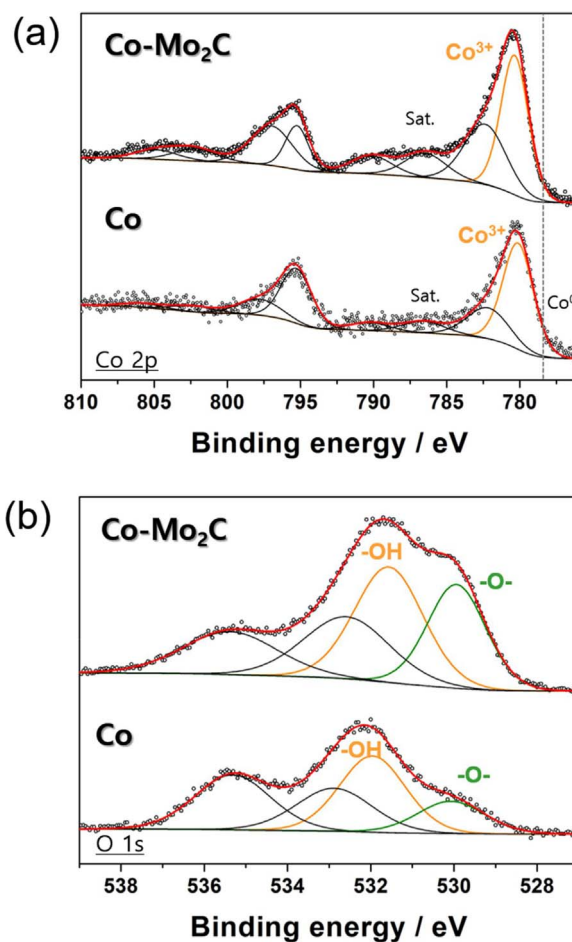 (a)
Co-Mo₂C
Co³⁺
Sat.
Co
Co³⁺
Sat.
Co 2p
810 805 800 795 790 785 780
Binding energy / eV
(b)
Co-Mo₂C
-OH
-O-
Co
-OH
-O-
O 1s
538 536 534 532 530 528
Binding energy / eV